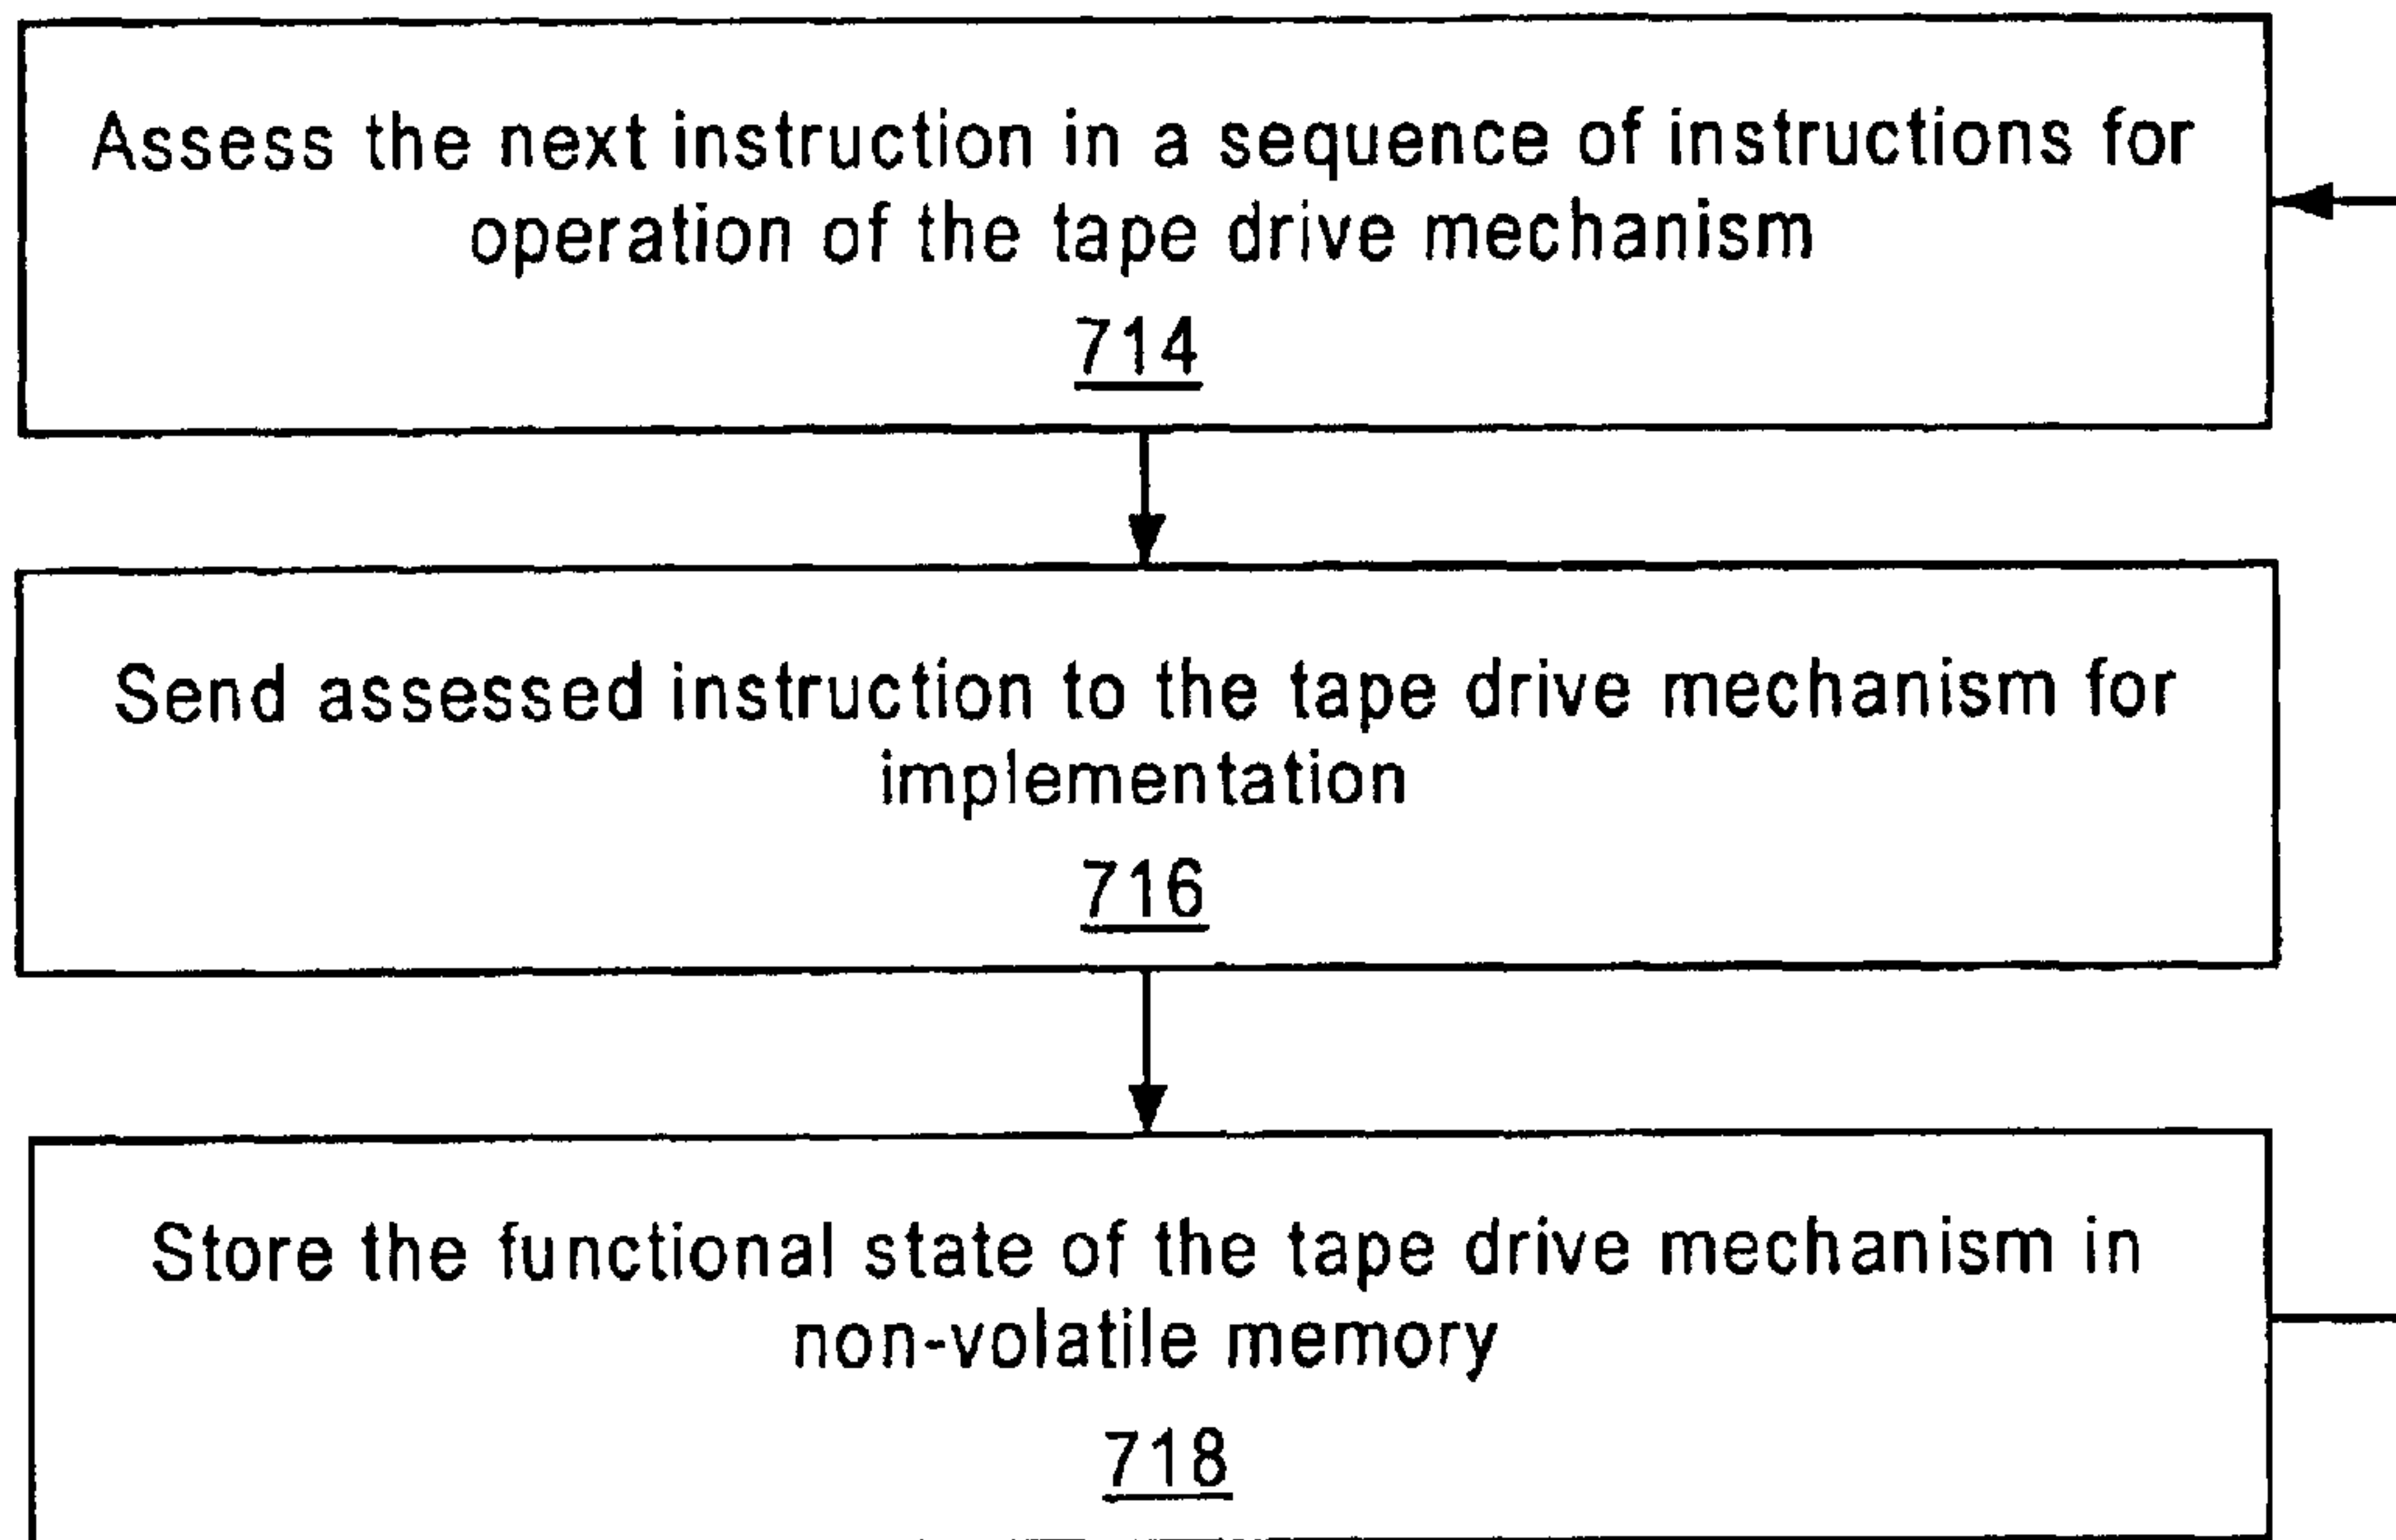 Assess the next instruction in a sequence of instructions for
operation of the tape drive mechanism
714
Send assessed instruction to the tape drive mechanism for
implementation
716
Store the functional state of the tape drive mechanism in
non-volatile memory
718